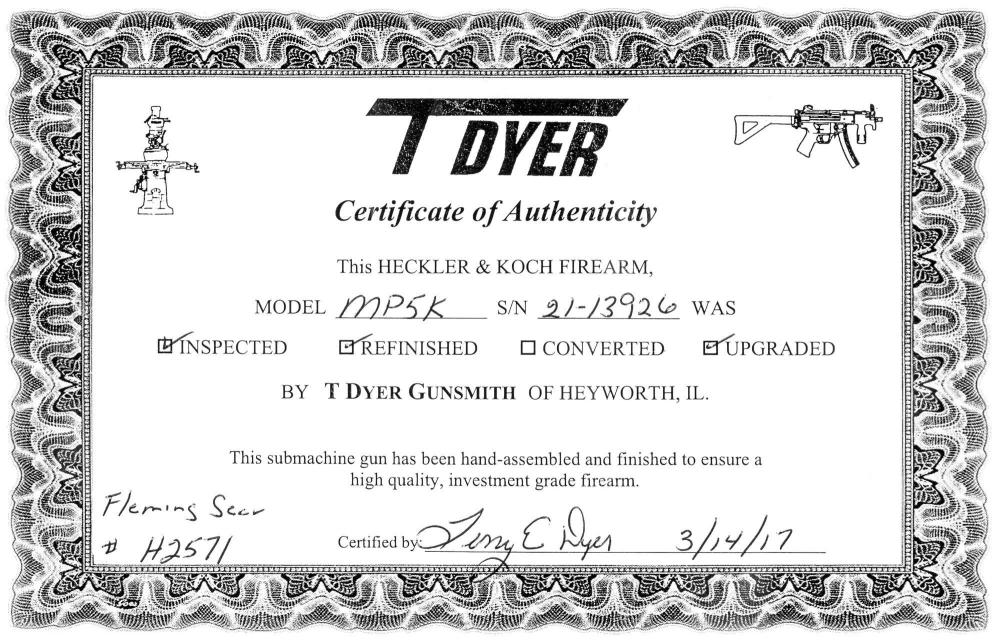 T DYER
Certificate of Authenticity
This HECKLER & KOCH FIREARM,
MODEL MP5K S/N 21-13926 WAS
INSPECTED REFINISHED CONVERTED UPGRADED
BY T DYER GUNSMITH OF HEYWORTH, IL.
This submachine gun has been hand-assembled and finished to ensure a
high quality, investment grade firearm.
Fleming Sear
# H2571
Certified by: Terry E Dyer 3/14/17